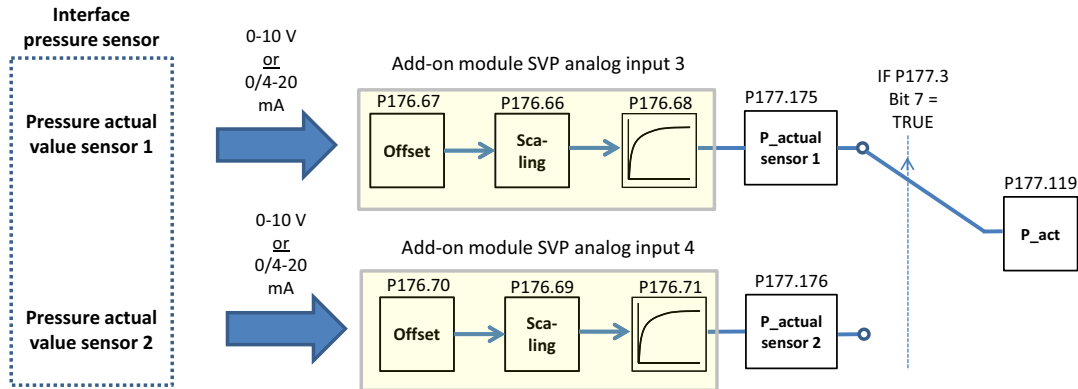 Interface
pressure sensor
Pressure actual
value sensor 1
Pressure actual
value sensor 2
0-10 V
or
0/4-20
mA
Add-on module SVP analog input 3
P176.67
P176.66
P176.68
Offset
Sca-
ling
P177.175
P_actual
sensor 1
IF P177.3
Bit 7 =
TRUE
P177.119
P_act
0-10 V
or
0/4-20
mA
Add-on module SVP analog input 4
P176.70
P176.69
P176.71
Offset
Sca-
ling
P177.176
P_actual
sensor 2